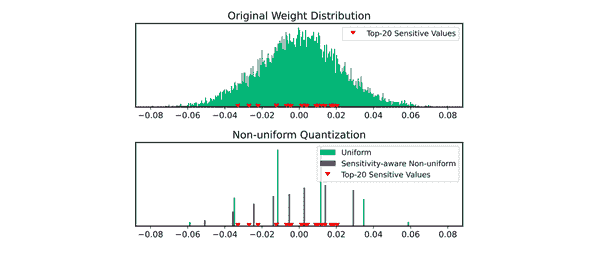 Original Weight Distribution
Top-20 Sensitive Values
−0.08 −0.06 −0.04 −0.02 0.00 0.02 0.04 0.06 0.08
Non-uniform Quantization
Uniform
Sensitivity-aware Non-uniform
Top-20 Sensitive Values
−0.08 −0.06 −0.04 −0.02 0.00 0.02 0.04 0.06 0.08